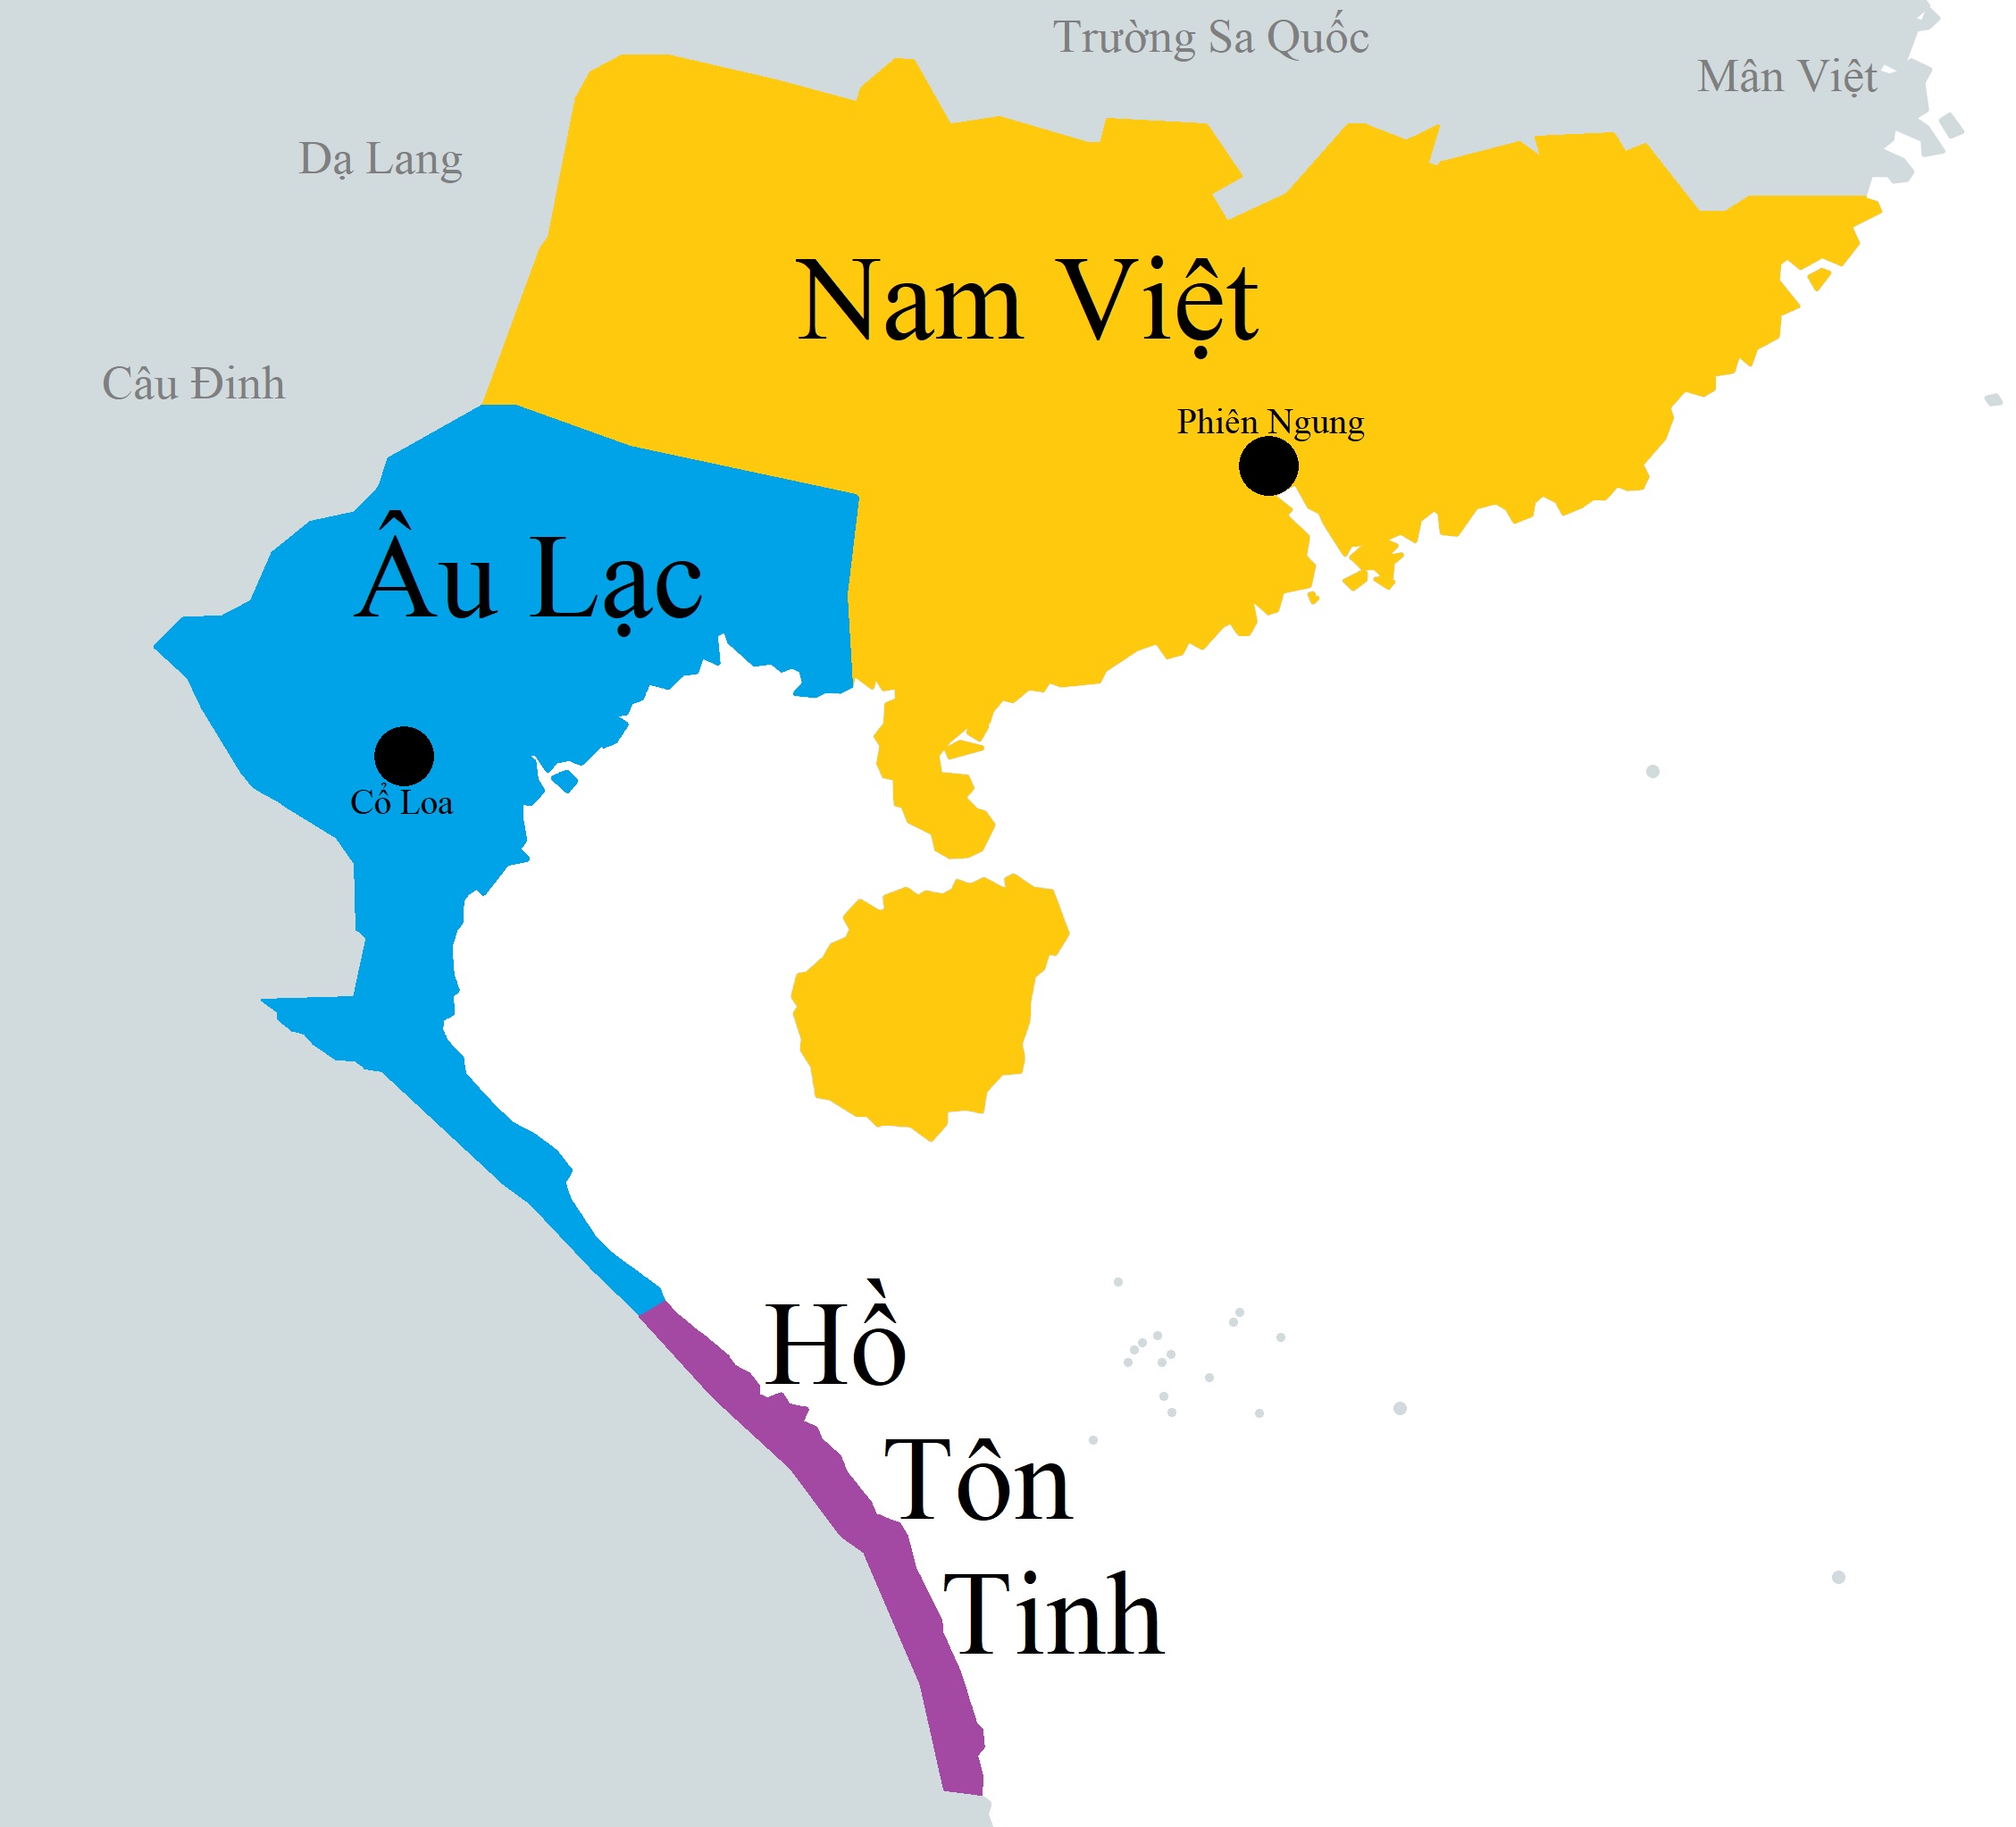 Trường Sa Quốc
Mân Việt
Dạ Lang
Nam Việt
Câu Đinh
Phiên Ngung
Âu Lạc
Cổ Loa
Hồ
Tôn
Tinh